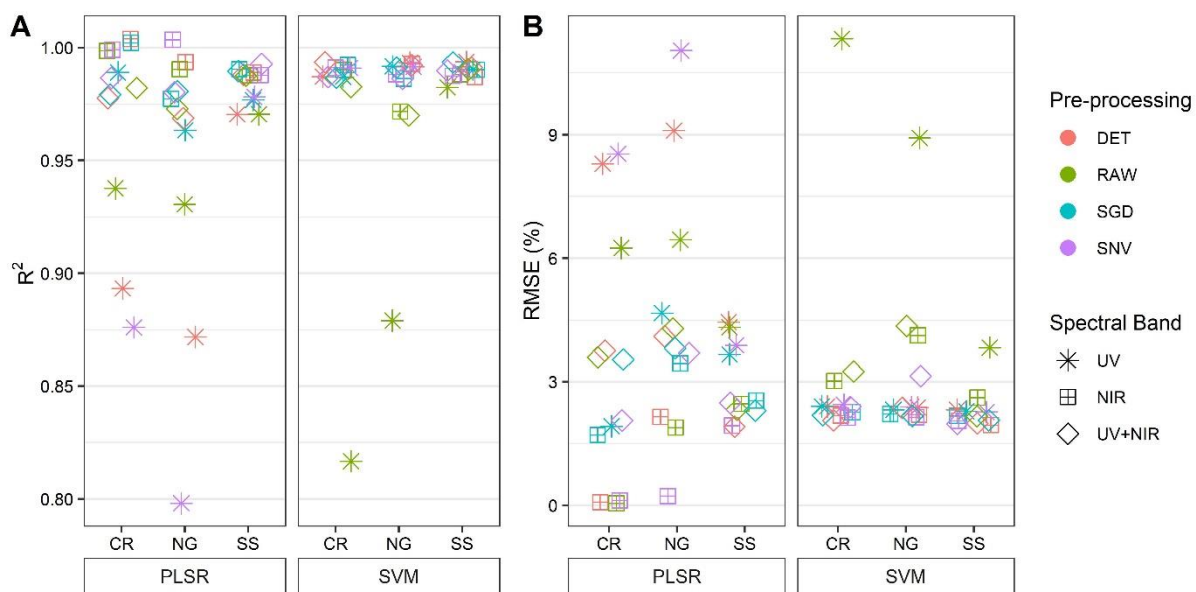 A
R²
1.00
0.95
0.90
0.85
0.80
CR NG SS
PLSR
CR NG SS
SVM
B
RMSE (%)
9
6
3
0
CR NG SS
PLSR
CR NG SS
SVM
Pre-processing
DET
RAW
SGD
SNV
Spectral Band
UV
NIR
UV+NIR